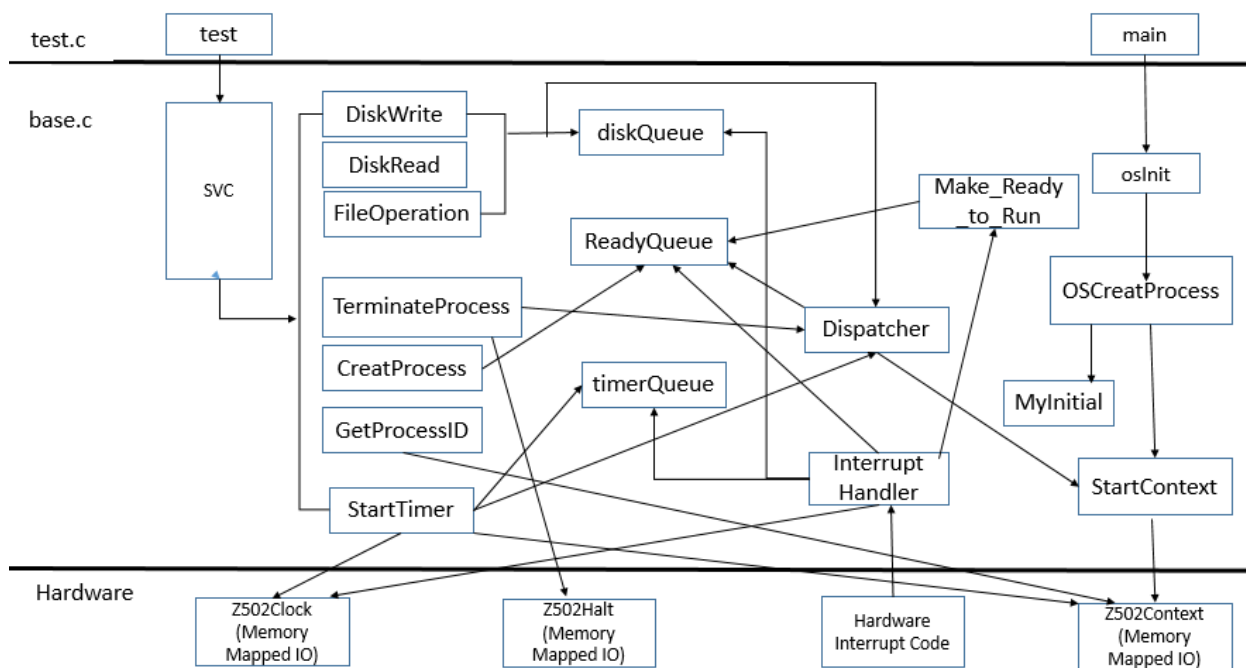 test
main
test.c
base.c
SVC
DiskWrite
DiskRead
FileOperation
diskQueue
osInit
Make_Ready
_to_Run
ReadyQueue
OSCreatProcess
TerminateProcess
Dispatcher
CreatProcess
timerQueue
MyInitial
GetProcessID
Interrupt
Handler
StartContext
StartTimer
Hardware
Z502Clock
(Memory
Mapped IO)
Z502Halt
(Memory
Mapped IO)
Hardware
Interrupt Code
Z502Context
(Memory
Mapped IO)